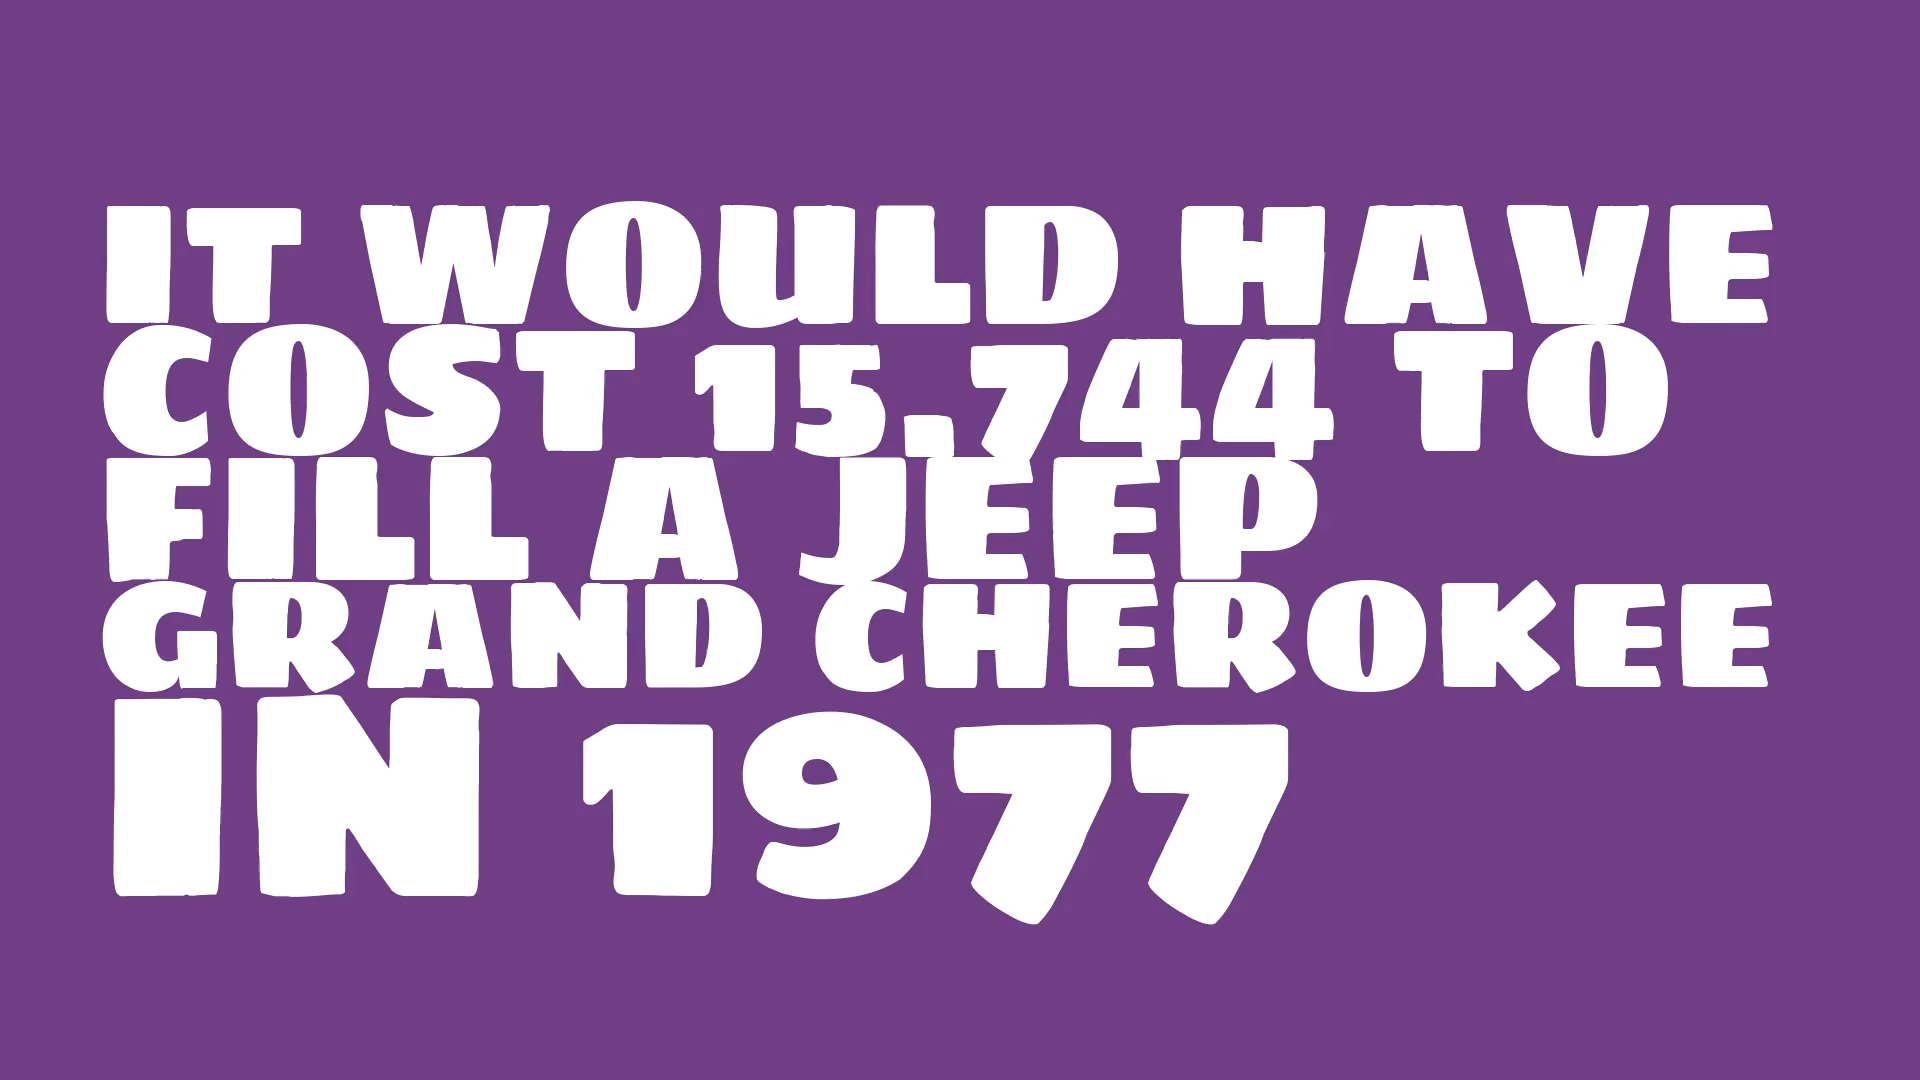 IT WOULD HAVE
COST 15.744 TO
FILL A JEEP
GRAND CHEROKEE
IN 1977